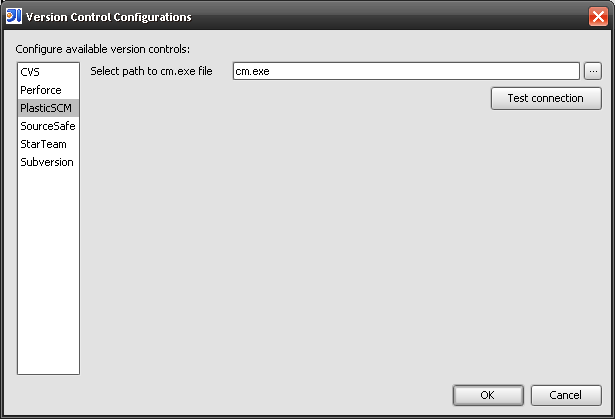 Version Control Configurations
Configure available version controls:
CVS
Perforce
PlasticSCM
SourceSafe
StarTeam
Subversion
Select path to cm.exe file
cm.exe
...
Test connection
OK
Cancel